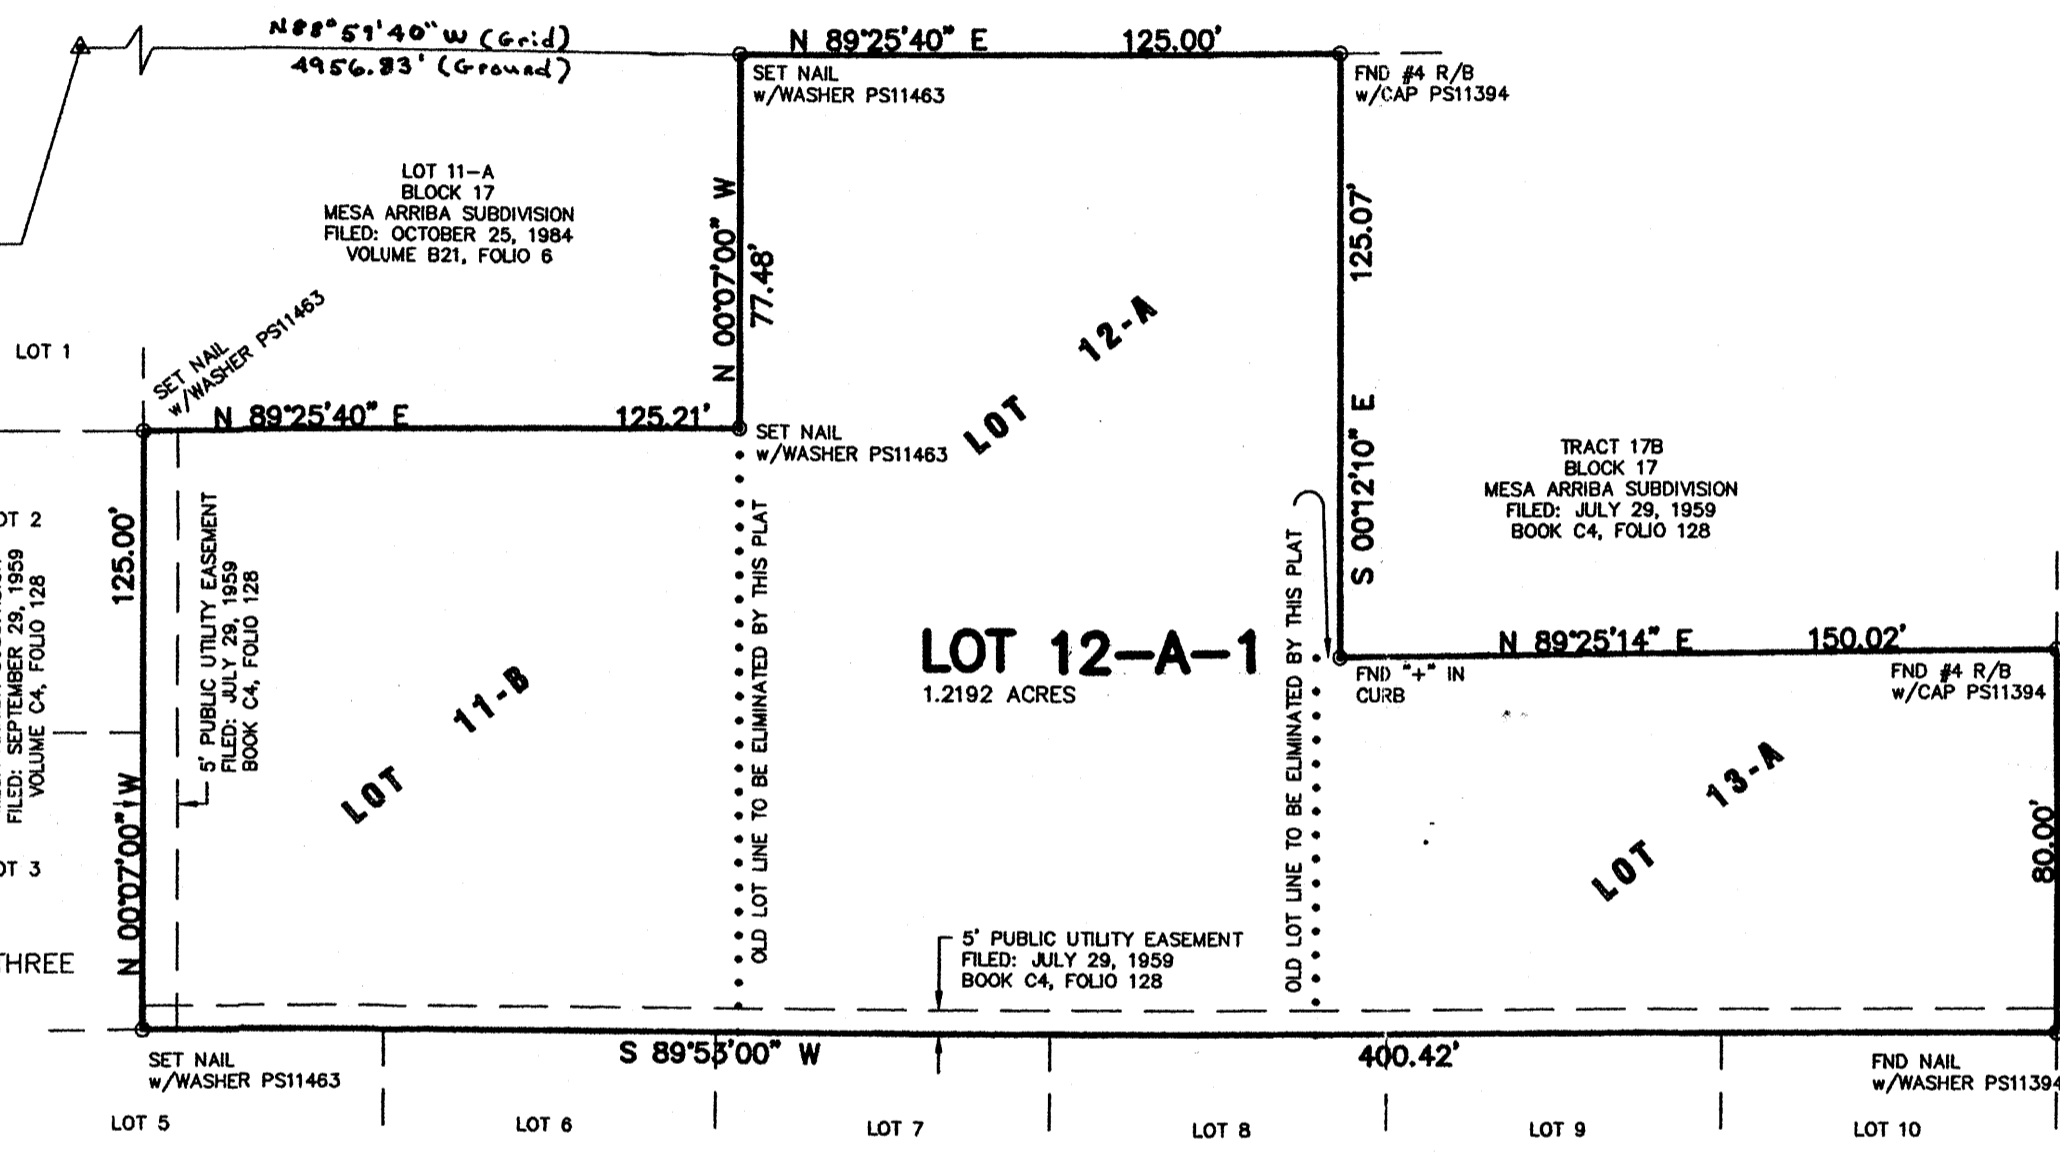 N88°59'40" W (Grid)
4956.83' (Ground)
N 89°25'40" E 125.00'
SET NAIL
w/WASHER PS11463
FND #4 R/B
w/CAP PS11394
LOT 11-A
BLOCK 17
MESA ARRIBA SUBDIVISION
FILED: OCTOBER 25, 1984
VOLUME B21, FOLIO 6
N 00°07'00" W
77.48'
125.07'
S 00°12'10" E
LOT 12-A
LOT 1
SET NAIL
w/WASHER PS11463
N 89°25'40" E 125.21'
SET NAIL
w/WASHER PS11463
TRACT 17B
BLOCK 17
MESA ARRIBA SUBDIVISION
FILED: JULY 29, 1959
BOOK C4, FOLIO 128
OT 2
FILED: SEPTEMBER 29, 1959
VOLUME C4, FOLIO 128
125.00'
N 00°07'00" W
5' PUBLIC UTILITY EASEMENT
FILED: JULY 29, 1959
BOOK C4, FOLIO 128
LOT 11-B
OLD LOT LINE TO BE ELIMINATED BY THIS PLAT
LOT 12-A-1
1.2192 ACRES
OLD LOT LINE TO BE ELIMINATED BY THIS PLAT
N 89°25'14" E 150.02'
FND "+" IN
CURB
FND #4 R/B
w/CAP PS11394
LOT 13-A
80.00'
OT 3
THREE
5' PUBLIC UTILITY EASEMENT
FILED: JULY 29, 1959
BOOK C4, FOLIO 128
S 89°53'00" W 400.42'
SET NAIL
w/WASHER PS11463
FND NAIL
w/WASHER PS11394
LOT 5
LOT 6
LOT 7
LOT 8
LOT 9
LOT 10